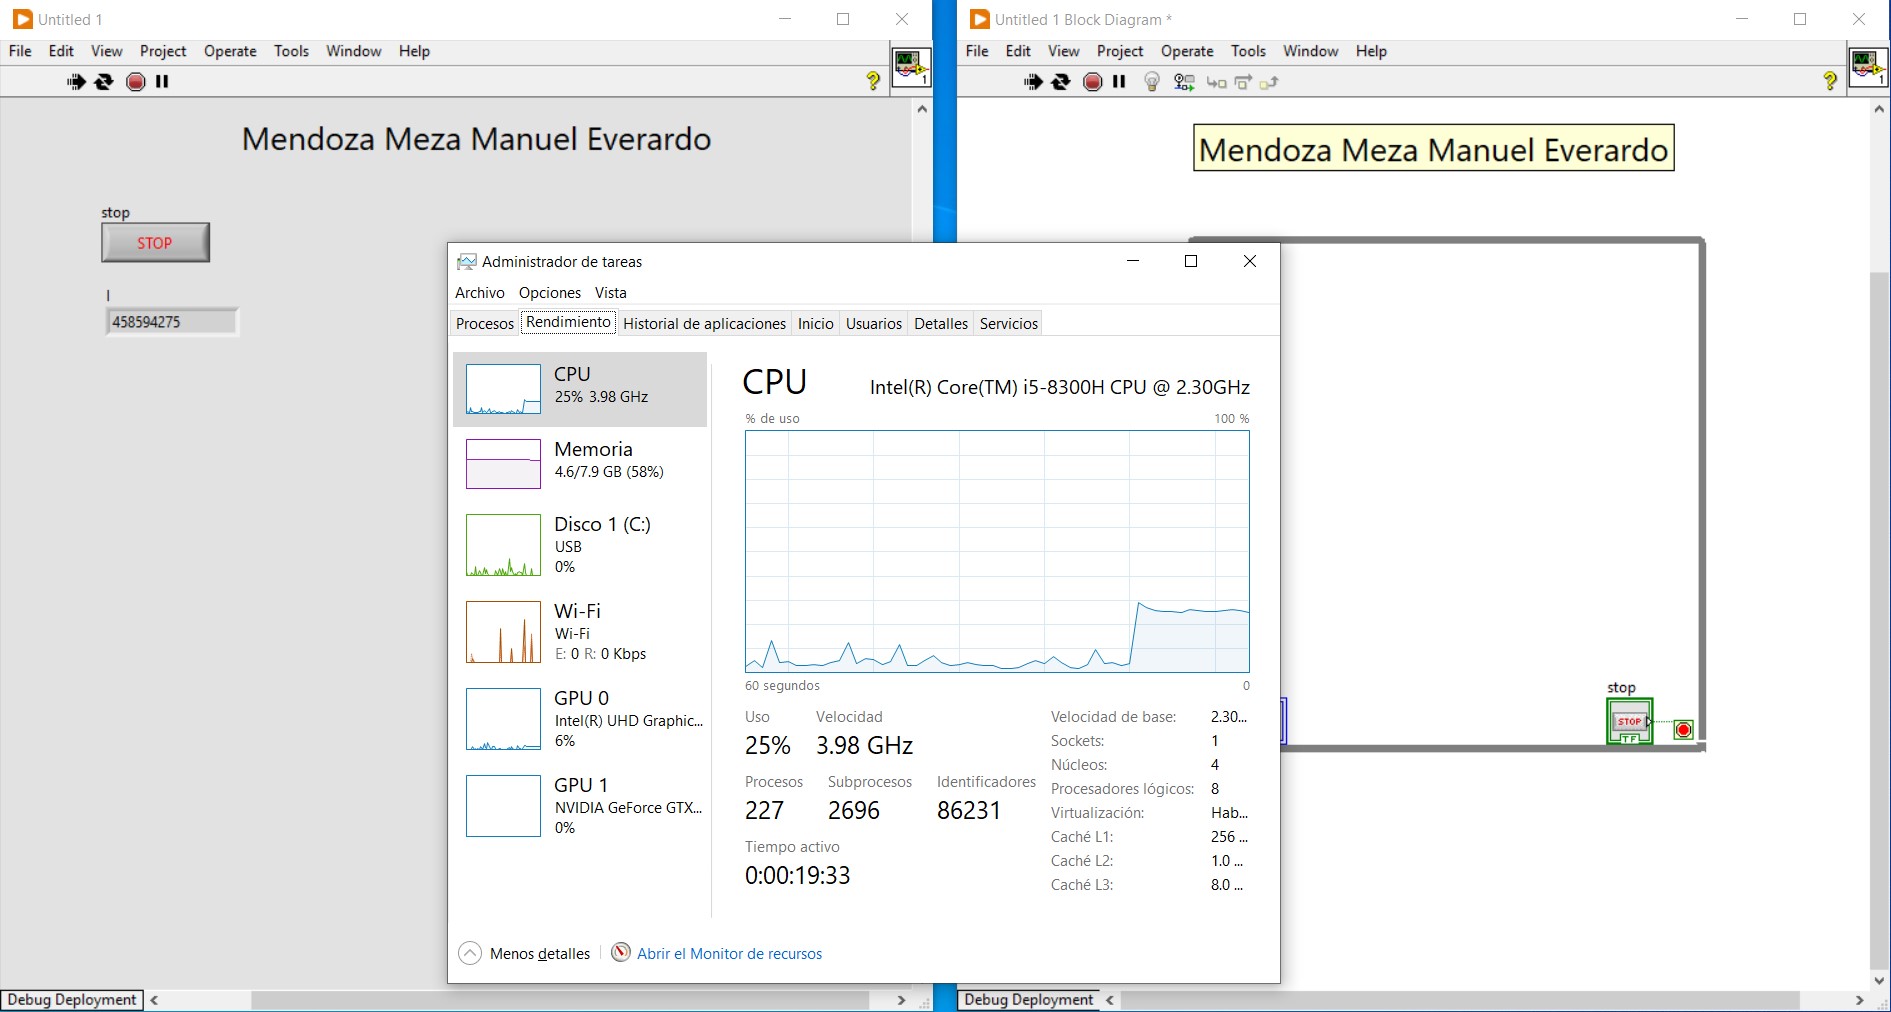 Untitled 1
File Edit View Project Operate Tools Window Help
?
1
Mendoza Meza Manuel Everardo
stop
STOP
I
458594275
Debug Deployment
Untitled 1 Block Diagram *
File Edit View Project Operate Tools Window Help
?
1
Mendoza Meza Manuel Everardo
stop
STOP
TF
Debug Deployment
Administrador de tareas
Archivo Opciones Vista
Procesos Rendimiento Historial de aplicaciones Inicio Usuarios Detalles Servicios
CPU
25% 3.98 GHz
Memoria
4.6/7.9 GB (58%)
Disco 1 (C:)
USB
0%
Wi-Fi
Wi-Fi
E: 0 R: 0 Kbps
GPU 0
Intel(R) UHD Graphic...
6%
GPU 1
NVIDIA GeForce GTX...
0%
CPU Intel(R) Core(TM) i5-8300H CPU @ 2.30GHz
% de uso 100 %
60 segundos 0
Uso Velocidad
25% 3.98 GHz
Procesos Subprocesos Identificadores
227 2696 86231
Tiempo activo
0:00:19:33
Velocidad de base: 2.30...
Sockets: 1
Núcleos: 4
Procesadores lógicos: 8
Virtualización: Hab...
Caché L1: 256 ...
Caché L2: 1.0 ...
Caché L3: 8.0 ...
Menos detalles Abrir el Monitor de recursos